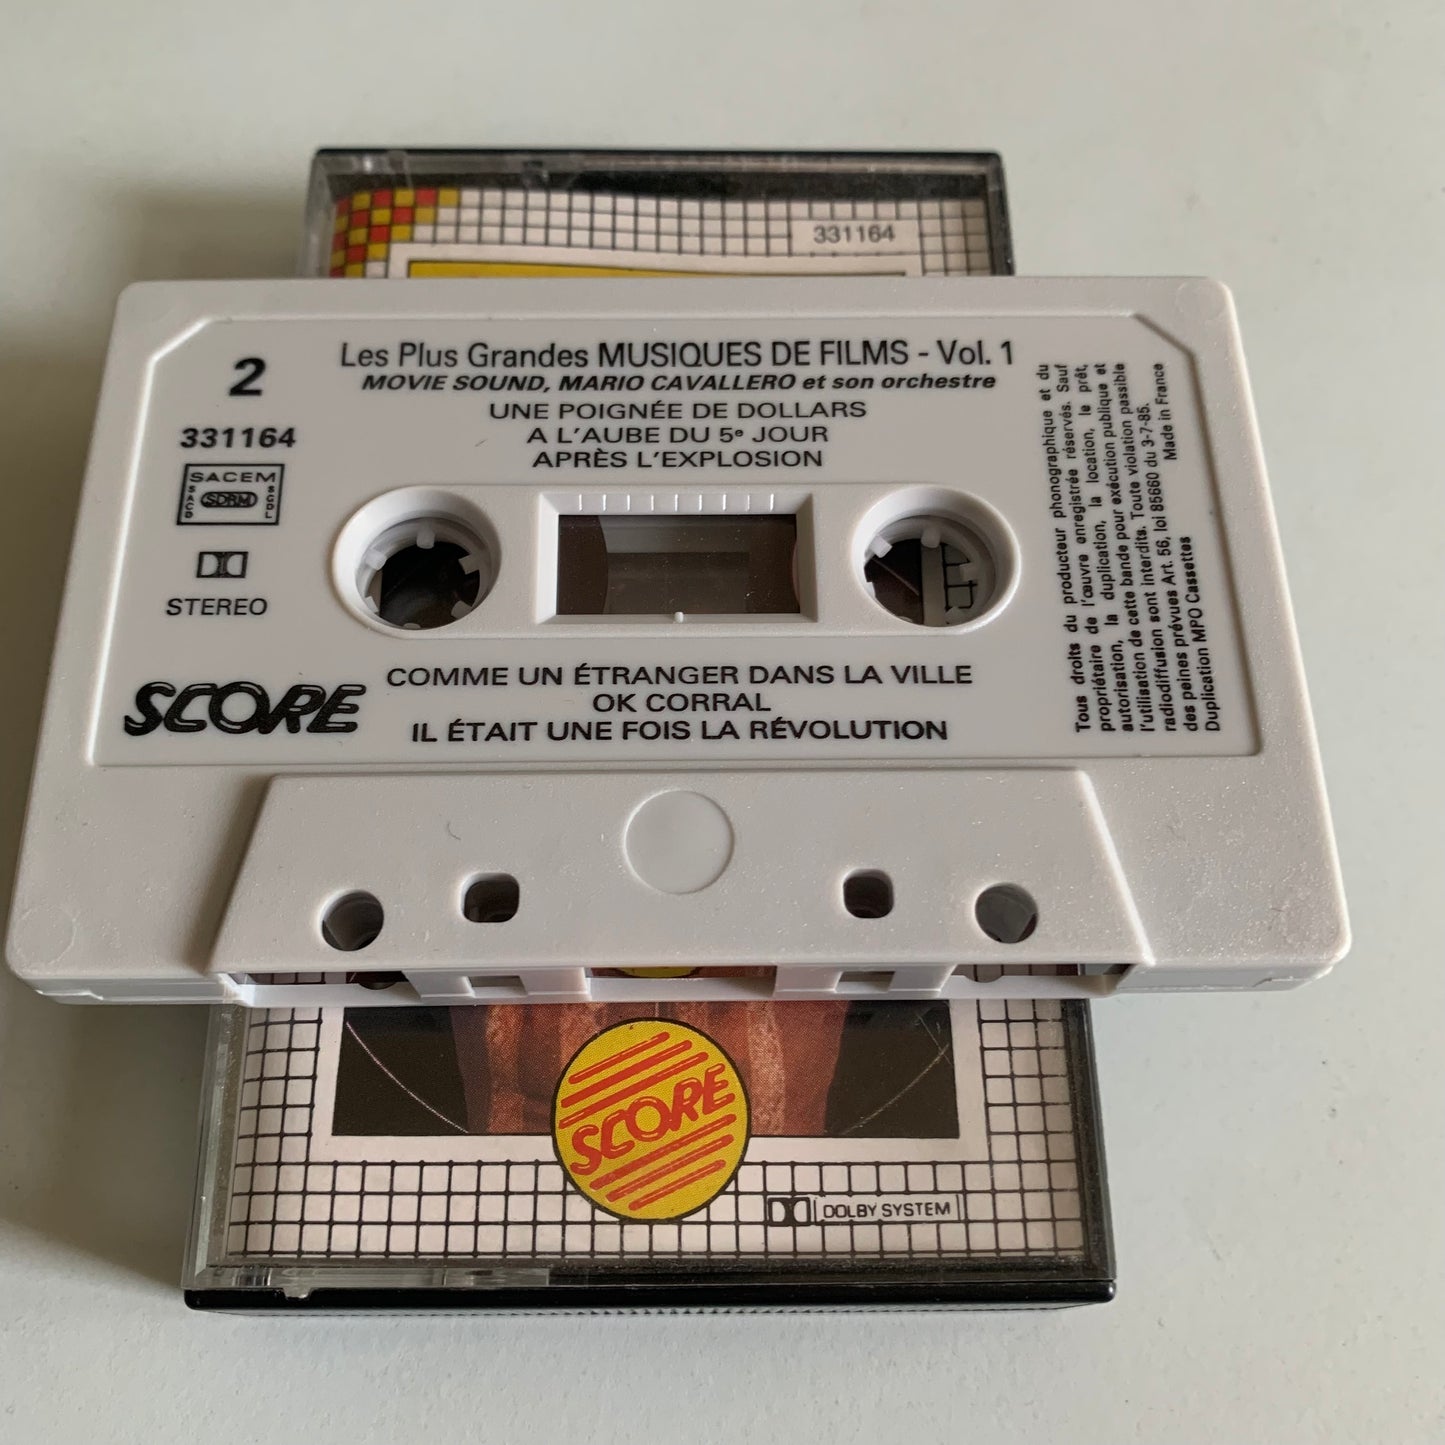 331164
2
Les Plus Grandes MUSIQUES DE FILMS - Vol. 1
MOVIE SOUND, MARIO CAVALLERO et son orchestre
UNE POIGNÉE DE DOLLARS
A L'AUBE DU 5e JOUR
APRÈS L'EXPLOSION
331164
SACEM
SACD
SDRM
SCDL
STEREO
SCORE
COMME UN ÉTRANGER DANS LA VILLE
OK CORRAL
IL ÉTAIT UNE FOIS LA RÉVOLUTION
Tous droits du producteur phonographique et du
propriétaire de l'œuvre enregistrée réservés. Sauf
autorisation, la duplication, la location, le prêt,
l'utilisation de cette bande pour exécution publique et
radiodiffusion sont interdits. Toute violation passible
des peines prévues Art. 56, loi 85660 du 3-7-85.
Duplication MPO Cassettes Made in France
SCORE
DOLBY SYSTEM